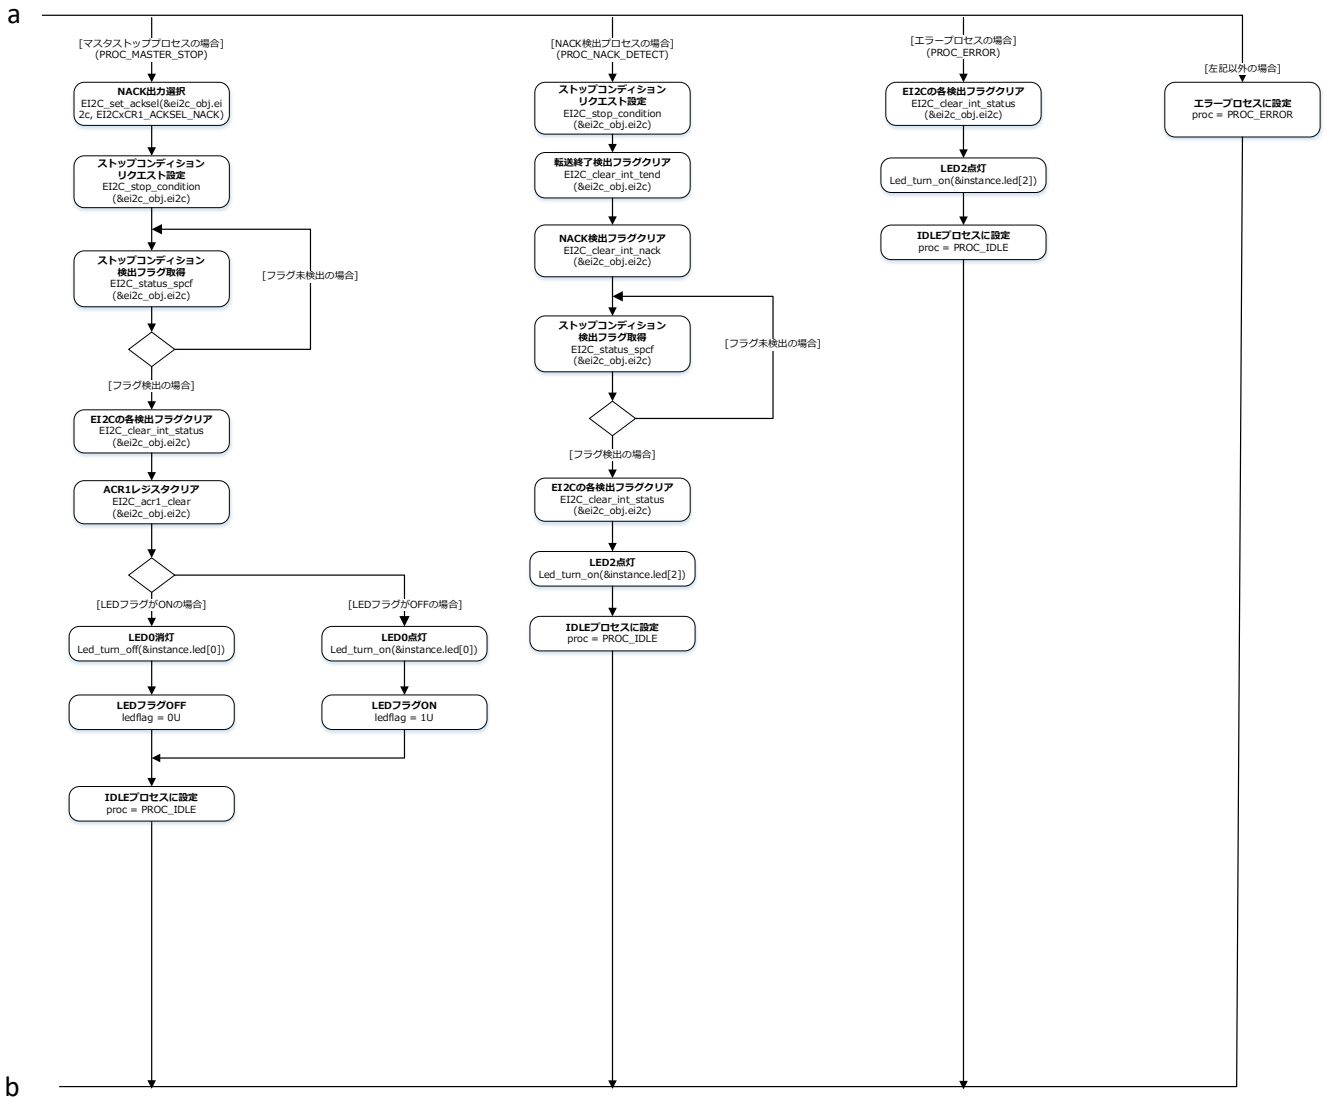 a
[マスタストッププロセスの場合]
(PROC_MASTER_STOP)
NACK出力選択
EI2C_set_acksel(&ei2c_obj.ei
2c, EI2CxCR1_ACKSEL_NACK)
ストップコンディション
リクエスト設定
EI2C_stop_condition
(&ei2c_obj.ei2c)
ストップコンディション
検出フラグ取得
EI2C_status_spcf
(&ei2c_obj.ei2c)
[フラグ未検出の場合]
[フラグ検出の場合]
EI2Cの各検出フラグクリア
EI2C_clear_int_status
(&ei2c_obj.ei2c)
ACR1レジスタクリア
EI2C_acr1_clear
(&ei2c_obj.ei2c)
[LEDフラグがONの場合]
[LEDフラグがOFFの場合]
LED0消灯
Led_turn_off(&instance.led[0])
LED0点灯
Led_turn_on(&instance.led[0])
LEDフラグOFF
ledflag = 0U
LEDフラグON
ledflag = 1U
IDLEプロセスに設定
proc = PROC_IDLE
[NACK検出プロセスの場合]
(PROC_NACK_DETECT)
ストップコンディション
リクエスト設定
EI2C_stop_condition
(&ei2c_obj.ei2c)
転送終了検出フラグクリア
EI2C_clear_int_tend
(&ei2c_obj.ei2c)
NACK検出フラグクリア
EI2C_clear_int_nack
(&ei2c_obj.ei2c)
ストップコンディション
検出フラグ取得
EI2C_status_spcf
(&ei2c_obj.ei2c)
[フラグ未検出の場合]
[フラグ検出の場合]
EI2Cの各検出フラグクリア
EI2C_clear_int_status
(&ei2c_obj.ei2c)
LED2点灯
Led_turn_on(&instance.led[2])
IDLEプロセスに設定
proc = PROC_IDLE
[エラープロセスの場合]
(PROC_ERROR)
EI2Cの各検出フラグクリア
EI2C_clear_int_status
(&ei2c_obj.ei2c)
LED2点灯
Led_turn_on(&instance.led[2])
IDLEプロセスに設定
proc = PROC_IDLE
[左記以外の場合]
エラープロセスに設定
proc = PROC_ERROR
b